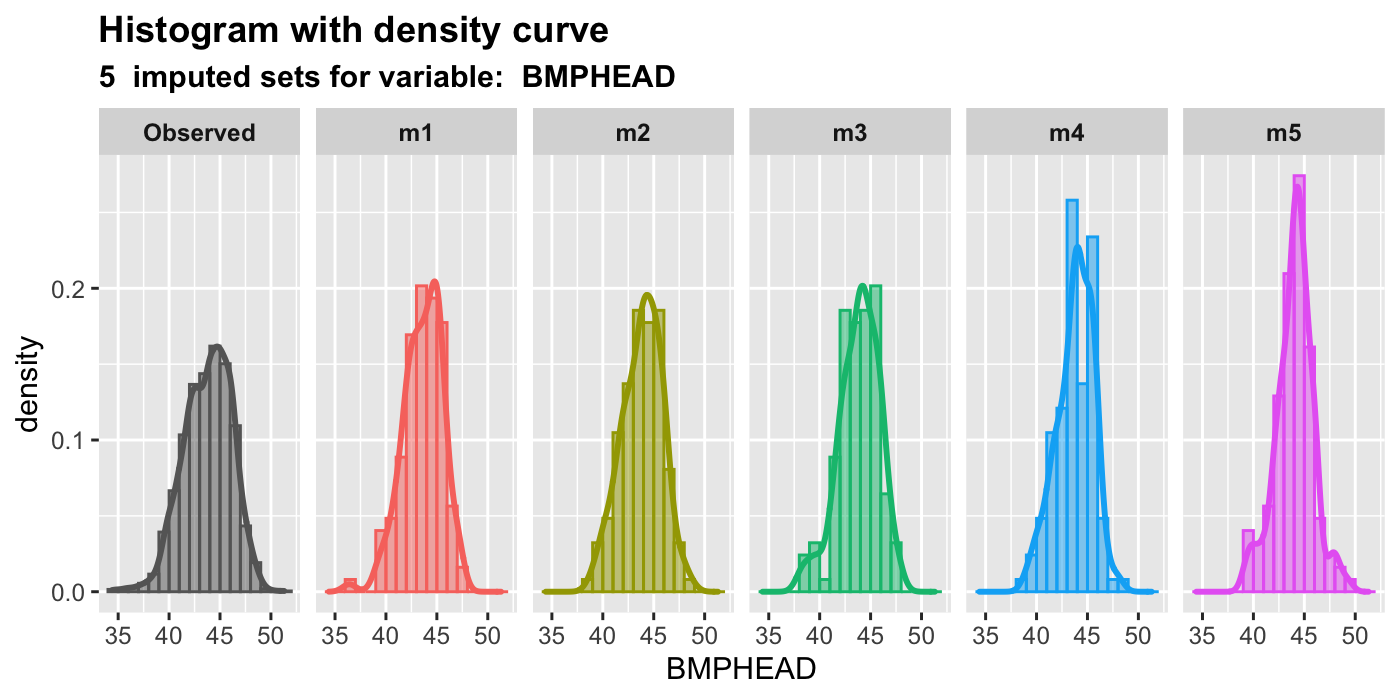 Histogram with density curve
5 imputed sets for variable: BMPHEAD
Observed m1 m2 m3 m4 m5
density
0.2
0.1
0.0
35 40 45 50 35 40 45 50 35 40 45 50 35 40 45 50 35 40 45 50 35 40 45 50
BMPHEAD